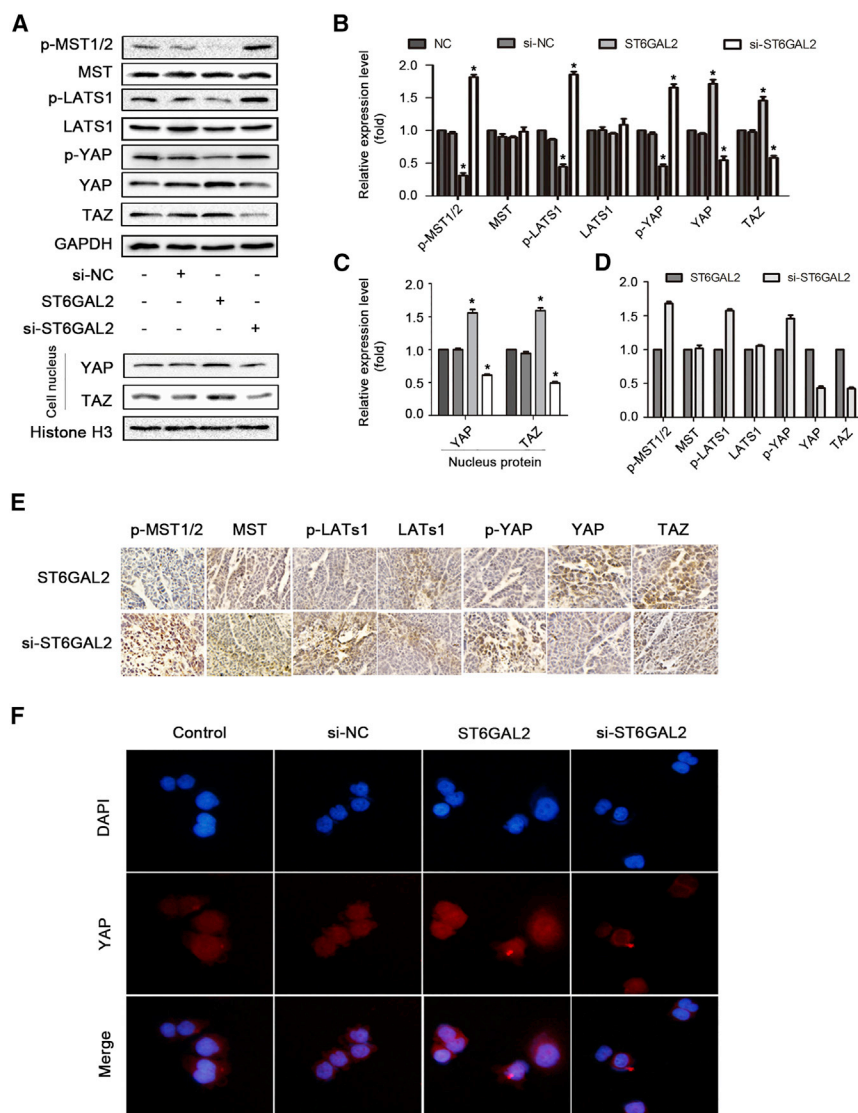 A
p-MST1/2
MST
p-LATS1
LATS1
p-YAP
YAP
TAZ
GAPDH
si-NC - + - -
ST6GAL2 - - + -
si-ST6GAL2 - - - +
Cell nucleus
YAP
TAZ
Histone H3
B
NC si-NC ST6GAL2 si-ST6GAL2
Relative expression level
(fold)
2.0
1.5
1.0
0.5
0.0
* * * * * * * * * *
p-MST1/2 MST p-LATS1 LATS1 p-YAP YAP TAZ
C
Relative expression level
(fold)
2.0
1.5
1.0
0.5
0.0
* * * *
YAP TAZ
Nucleus protein
D
ST6GAL2 si-ST6GAL2
2.0
1.5
1.0
0.5
0.0
p-MST1/2 MST p-LATS1 LATS1 p-YAP YAP TAZ
E
p-MST1/2 MST p-LATs1 LATs1 p-YAP YAP TAZ
ST6GAL2
si-ST6GAL2
F
Control si-NC ST6GAL2 si-ST6GAL2
DAPI
YAP
Merge